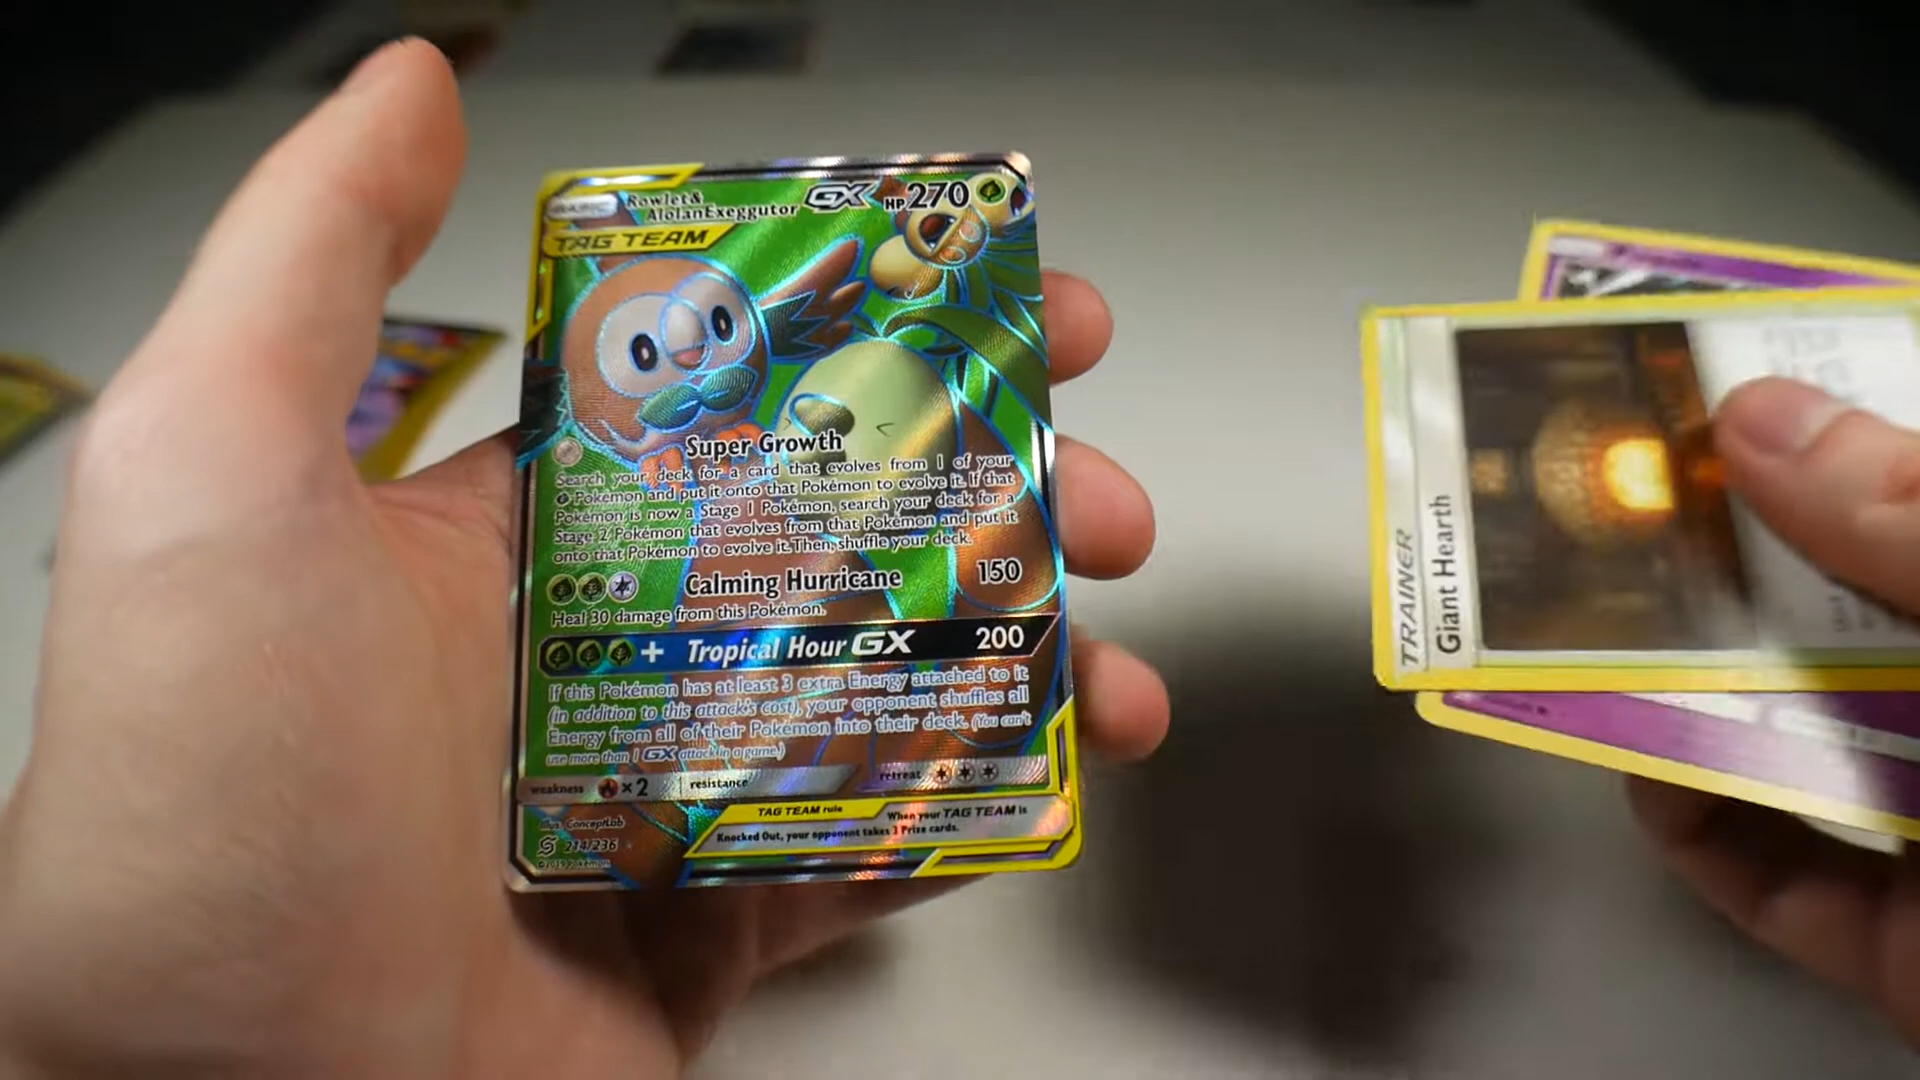 BASIC
Rowlet&
AlolanExeggutor
GX
HP270
TAG TEAM
Super Growth
Search your deck for a card that evolves from 1 of your
Pokémon and put it onto that Pokémon to evolve it. If that
Pokémon is now a Stage 1 Pokémon, search your deck for a
Stage 2 Pokémon that evolves from that Pokémon and put it
onto that Pokémon to evolve it. Then, shuffle your deck.
Calming Hurricane 150
Heal 30 damage from this Pokémon.
+ Tropical Hour GX 200
If this Pokémon has at least 3 extra Energy attached to it
(in addition to this attack's cost), your opponent shuffles all
Energy from all of their Pokémon into their deck. (You can't
use more than 1 GX attack in a game.)
weakness ×2 resistance retreat
TAG TEAM rule When your TAG TEAM is
Knocked Out, your opponent takes 3 Prize cards.
Illus. ConceptLab
214/236
©2019 Pokémon
TRAINER
Giant Hearth